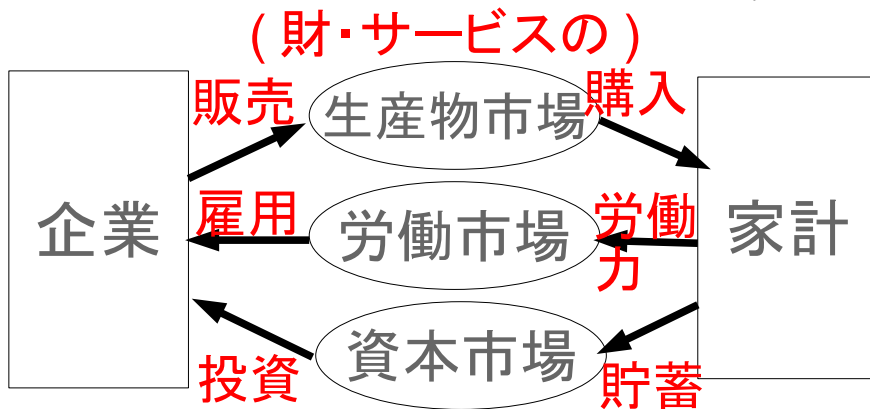 (財・サービスの)
販売
生産物市場
購入
企業
雇用
労働市場
労働
力
家計
投資
資本市場
貯蓄